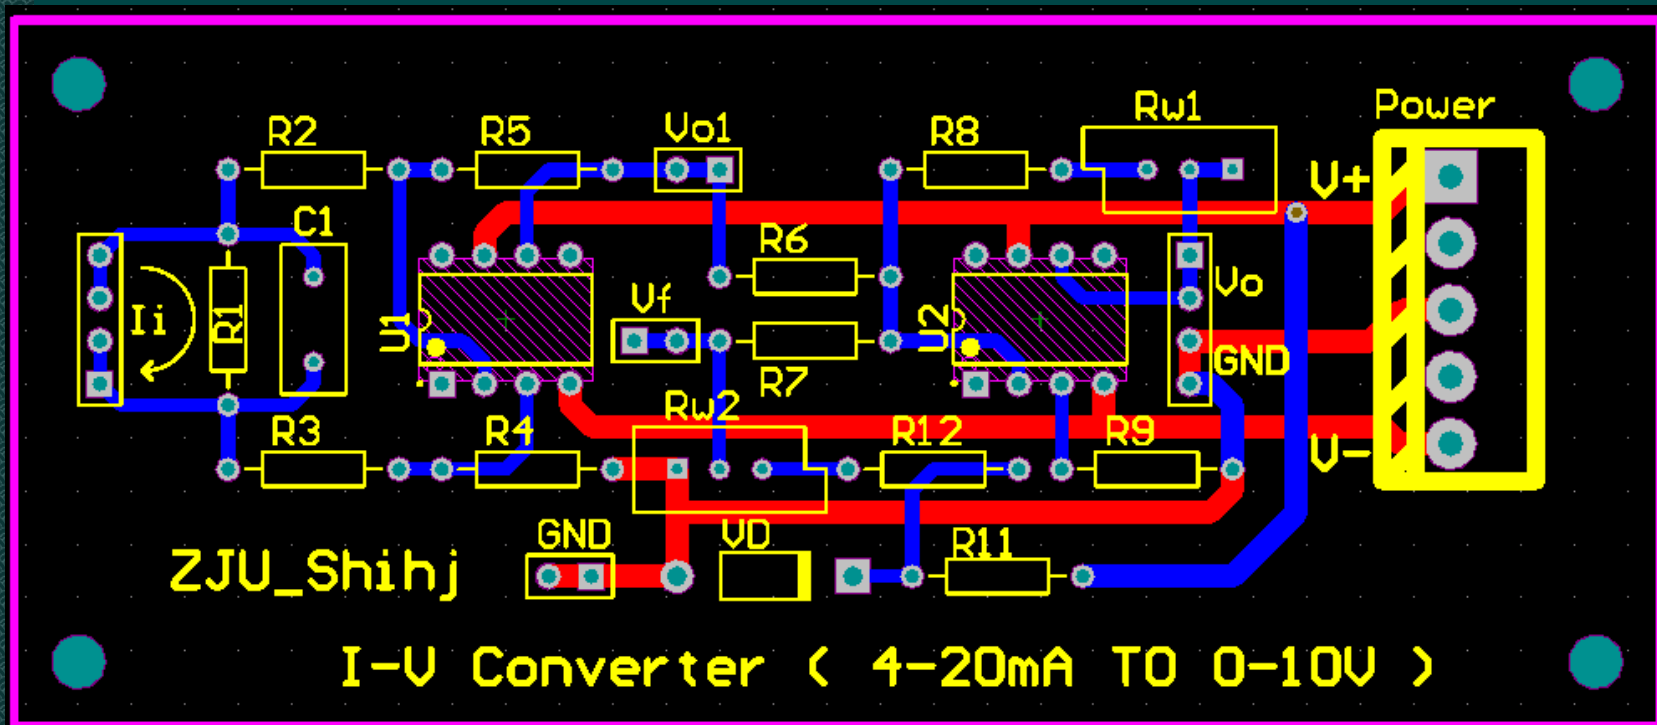 Power
Rw1
R2
R5
Vo1
R8
V+
C1
R6
Vo
Vf
Ii
R1
U1
U2
GND
R7
Rw2
R3
R4
R12
R9
V-
GND
VD
R11
ZJU_Shihj
I-V Converter ( 4-20mA TO 0-10V )